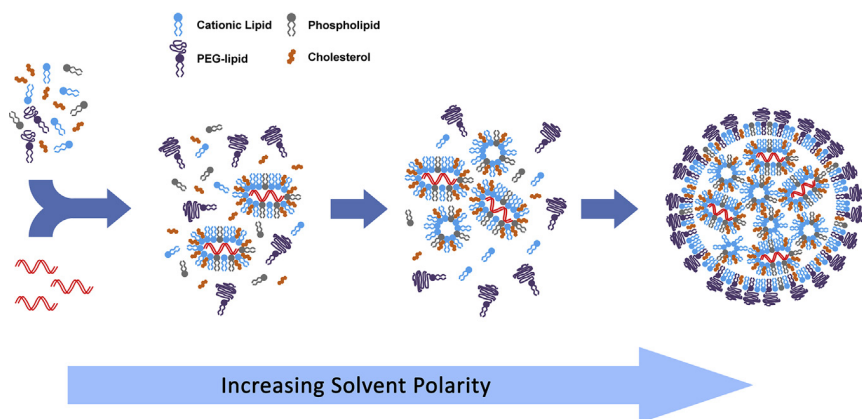 Cationic Lipid
Phospholipid
PEG-lipid
Cholesterol
Increasing Solvent Polarity